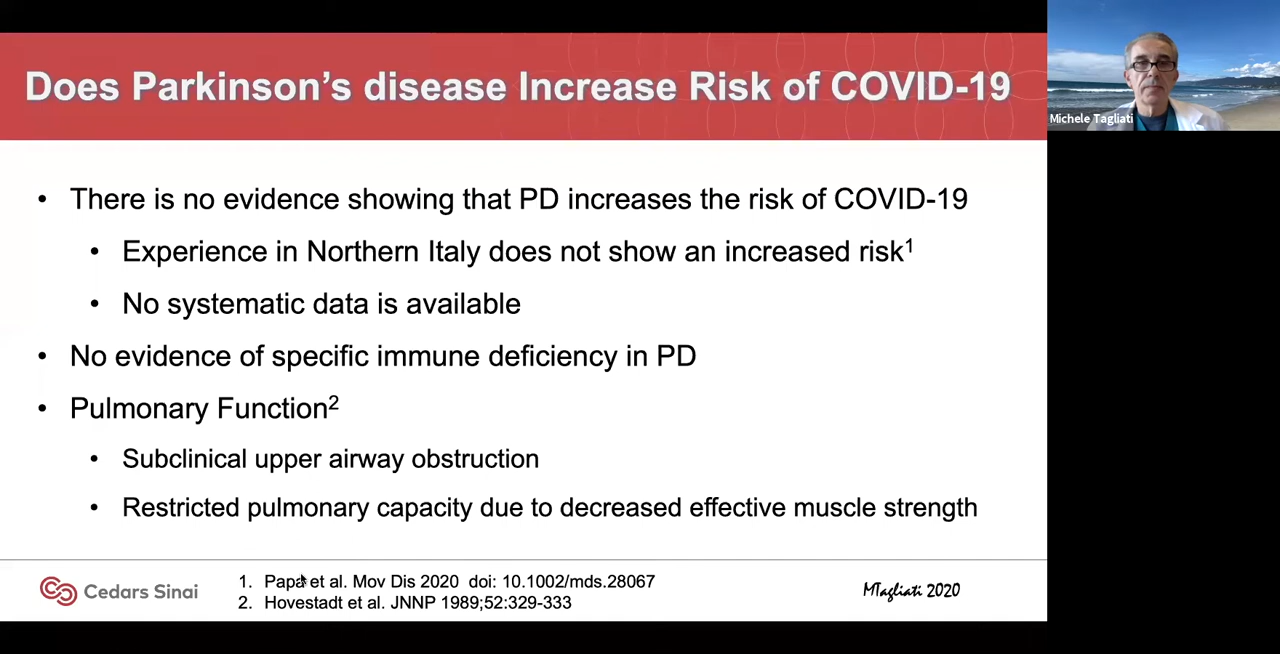 Does Parkinson's disease Increase Risk of COVID-19
Michele Tagliati
• There is no evidence showing that PD increases the risk of COVID-19
• Experience in Northern Italy does not show an increased risk1
• No systematic data is available
• No evidence of specific immune deficiency in PD
• Pulmonary Function2
• Subclinical upper airway obstruction
• Restricted pulmonary capacity due to decreased effective muscle strength
Cedars Sinai
1. Papa et al. Mov Dis 2020 doi: 10.1002/mds.28067
2. Hovestadt et al. JNNP 1989;52:329-333
MTagliati 2020